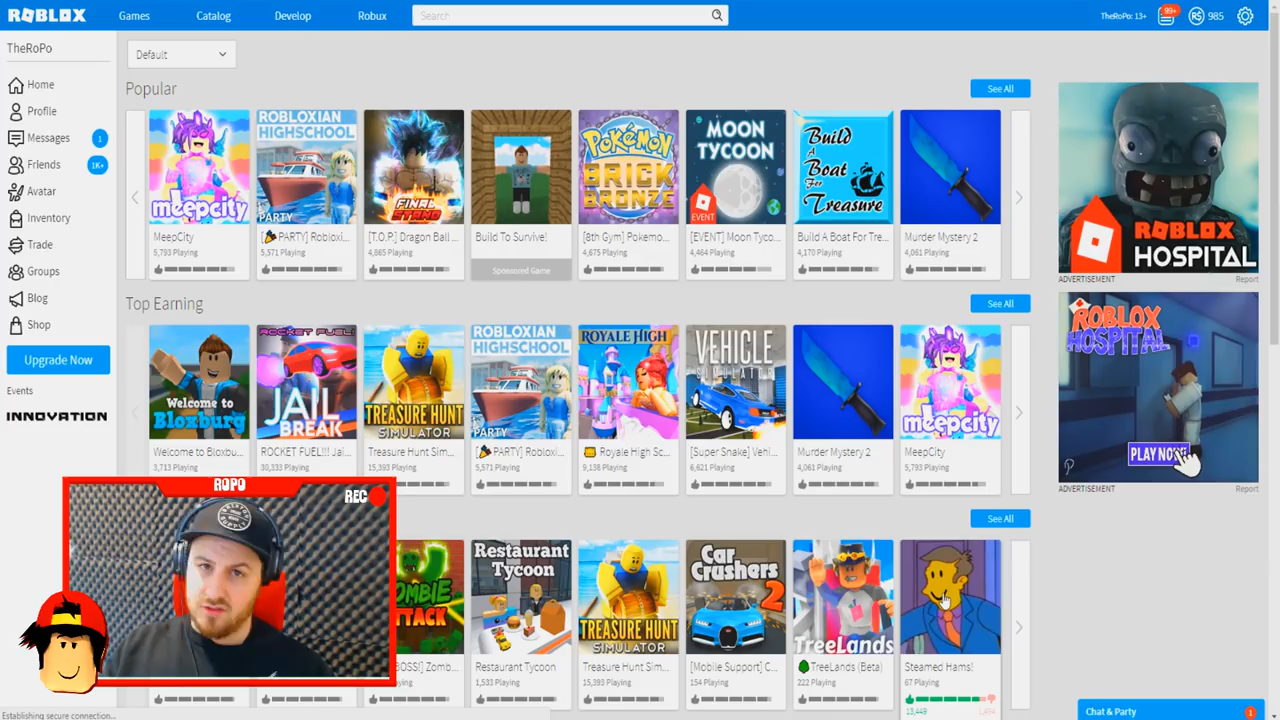 ROBLOX
Games
Catalog
Develop
Robux
Search
TheRoPo: 13+
99+
R$ 985
TheRoPo
Home
Profile
Messages
1
Friends
1K+
Avatar
Inventory
Trade
Groups
Blog
Shop
Upgrade Now
Events
INNOVATION
Default
Popular
See All
meepcity
ROBLOXIAN
HIGHSCHOOL
PARTY
FINAL
STAND
POKéMON
BRICK
BRONZE
MOON
TYCOON
EVENT
Build
A
Boat
For
Treasure
MeepCity
[🎉PARTY] Robloxi...
[T.O.P.] Dragon Ball ...
Build To Survive!
[8th Gym] Pokemo...
[EVENT] Moon Tyco...
Build A Boat For Tre...
Murder Mystery 2
5,793 Playing
5,571 Playing
4,865 Playing
4,675 Playing
4,464 Playing
4,170 Playing
4,061 Playing
Sponsored Game
Top Earning
See All
Welcome to
Bloxburg
ROCKET FUEL!
JAIL
BREAK
TREASURE HUNT
SIMULATOR
ROBLOXIAN
HIGHSCHOOL
PARTY
ROYALE HIGH
VEHICLE
SIMULATOR
meepcity
Welcome to Bloxbu...
ROCKET FUEL!!! Jai...
Treasure Hunt Sim...
[🎉PARTY] Robloxi...
Royale High Sc...
[Super Snake] Vehi...
Murder Mystery 2
MeepCity
3,713 Playing
30,333 Playing
15,393 Playing
5,571 Playing
9,138 Playing
6,621 Playing
4,061 Playing
5,793 Playing
See All
ZOMBIE
ATTACK
Restaurant
Tycoon
TREASURE HUNT
SIMULATOR
Car
Crushers
2
TreeLands
BOSS!] Zomb...
Restaurant Tycoon
Treasure Hunt Sim...
[Mobile Support] C...
TreeLands (Beta)
Steamed Hams!
1,533 Playing
15,393 Playing
154 Playing
222 Playing
67 Playing
13,449
ROBLOX
HOSPITAL
ADVERTISEMENT
Report
ROBLOX
HOSPITAL
PLAY NOW
ADVERTISEMENT
Report
ROPO
REC
Establishing secure connection...
Chat & Party
1